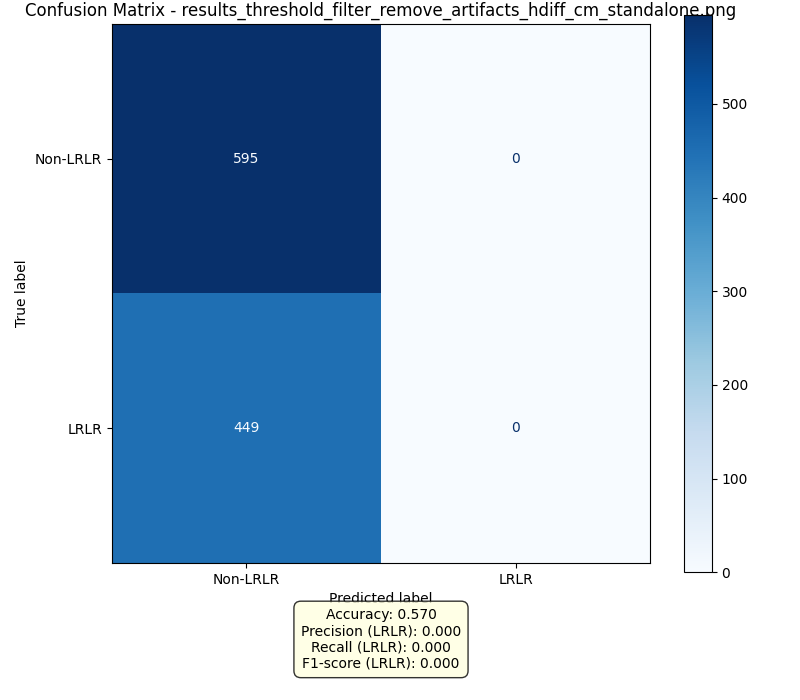 Confusion Matrix - results_threshold_filter_remove_artifacts_hdiff_cm_standalone.png
Non-LRLR
LRLR
True label
595
0
449
0
Non-LRLR
LRLR
Predicted label
500
400
300
200
100
0
Accuracy: 0.570
Precision (LRLR): 0.000
Recall (LRLR): 0.000
F1-score (LRLR): 0.000